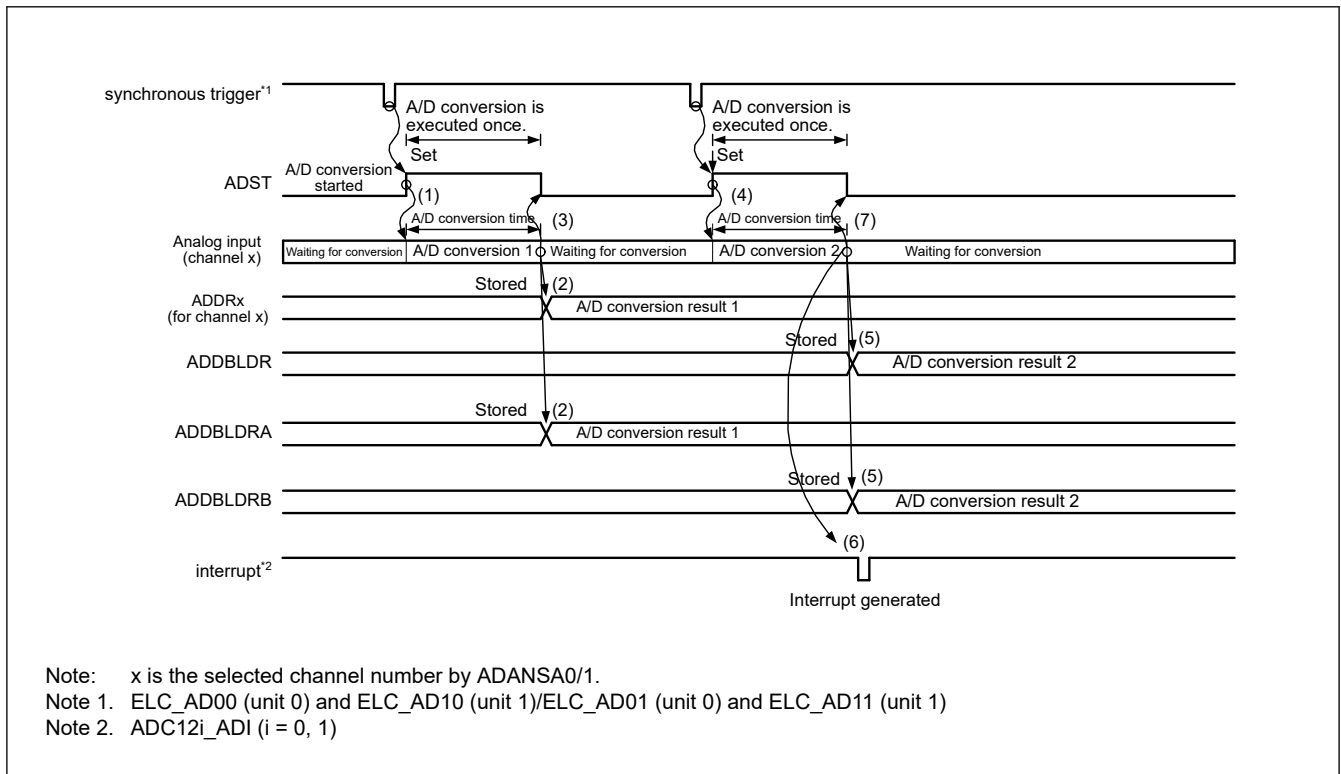 synchronous trigger*1
A/D conversion is
executed once.
A/D conversion is
executed once.
Set
Set
ADST
A/D conversion
started
(1)
(4)
A/D conversion time
(3)
A/D conversion time
(7)
Analog input
(channel x)
Waiting for conversion
A/D conversion 1
Waiting for conversion
A/D conversion 2
Waiting for conversion
Stored
(2)
ADDRx
(for channel x)
A/D conversion result 1
Stored
(5)
ADDBLDR
A/D conversion result 2
Stored
(2)
ADDBLDRA
A/D conversion result 1
Stored
(5)
ADDBLDRB
A/D conversion result 2
(6)
interrupt*2
Interrupt generated
Note: x is the selected channel number by ADANSA0/1.
Note 1. ELC_AD00 (unit 0) and ELC_AD10 (unit 1)/ELC_AD01 (unit 0) and ELC_AD11 (unit 1)
Note 2. ADC12i_ADI (i = 0, 1)